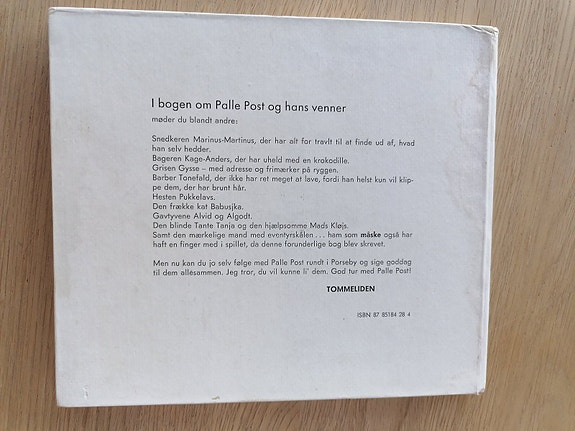 I bogen om Palle Post og hans venner
møder du blandt andre:
Snedkeren Marinus-Martinus, der har alt for travlt til at finde ud af, hvad
han selv hedder.
Bageren Kage-Anders, der har uheld med en krokodille.
Grisen Gysse – med adresse og frimærker på ryggen.
Barber Tonefald, der ikke har ret meget at lave, fordi han helst kun vil klip-
pe dem, der har brunt hår.
Hesten Pukkelavs.
Den frække kat Babusjka.
Gavtyvene Alvid og Algodt.
Den blinde Tante Tanja og den hjælpsomme Mads Kløjs.
Samt den mærkelige mand med eventyrskålen . . . ham som måske også har
haft en finger med i spillet, da denne forunderlige bog blev skrevet.
Men nu kan du jo selv følge med Palle Post rundt i Porseby og sige goddag
til dem allesammen. Jeg tror, du vil kunne li' dem. God tur med Palle Post!
TOMMELIDEN
ISBN 87 85184 28 4